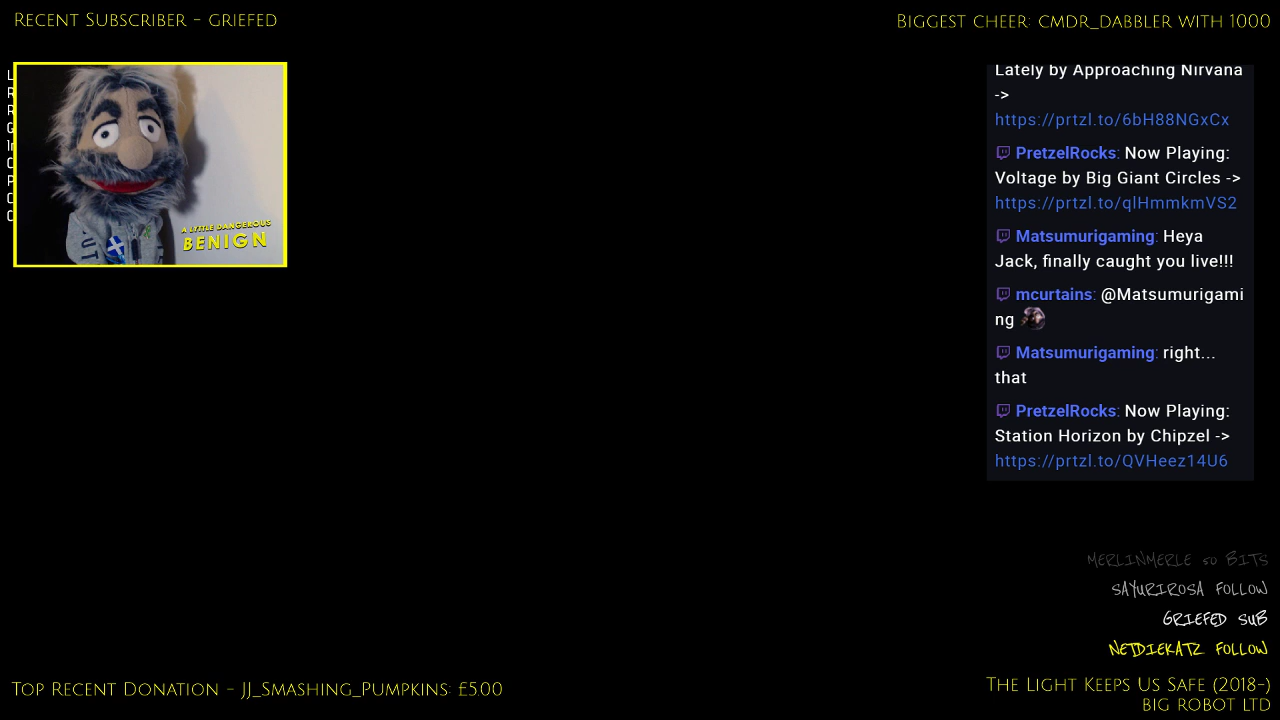 Recent Subscriber - griefed
Biggest cheer: cmdr_dabbler with 1000
A LYTTLE DANGEROUS
BENIGN
Lately by Approaching Nirvana
->
https://prtzl.to/6bH88NGxCx
PretzelRocks: Now Playing:
Voltage by Big Giant Circles ->
https://prtzl.to/qlHmmkmVS2
Matsumurigaming: Heya
Jack, finally caught you live!!!
mcurtains: @Matsumurigami
ng
Matsumurigaming: right...
that
PretzelRocks: Now Playing:
Station Horizon by Chipzel ->
https://prtzl.to/QVHeez14U6
MERLINMERLE 50 BITS
SAYURIROSA FOLLOW
GRIEFED SUB
NETDIEKATZ FOLLOW
Top Recent Donation - JJ_Smashing_Pumpkins: £5.00
The Light Keeps Us Safe (2018-)
BIG ROBOT LTD